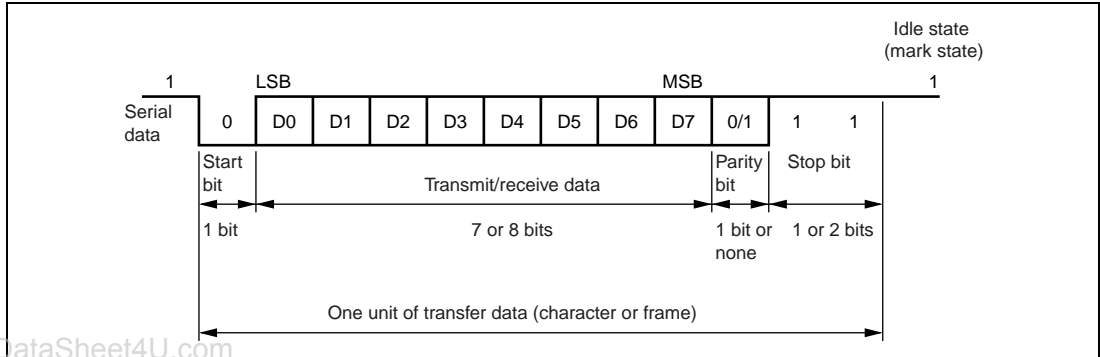 Idle state
(mark state)
1 LSB MSB 1
Serial
data
0 D0 D1 D2 D3 D4 D5 D6 D7 0/1 1 1
Start
bit
Transmit/receive data
Parity
bit
Stop bit
1 bit
7 or 8 bits
1 bit or
none
1 or 2 bits
One unit of transfer data (character or frame)
DataSheet4U.com